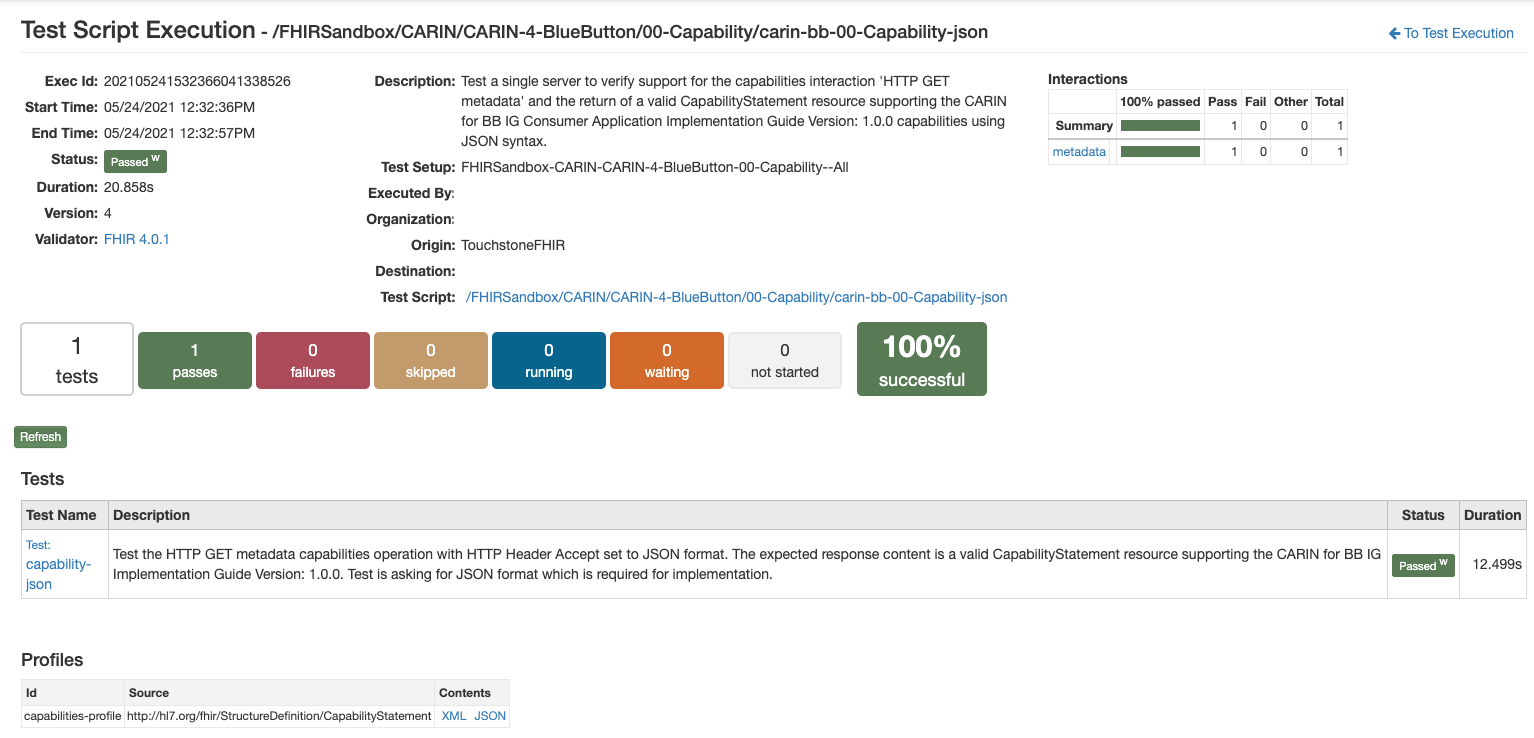 Test Script Execution - /FHIRSandbox/CARIN/CARIN-4-BlueButton/00-Capability/carin-bb-00-Capability-json
To Test Execution
Exec Id: 20210524153236604133​8526
Start Time: 05/24/2021 12:32:36PM
End Time: 05/24/2021 12:32:57PM
Status: Passed W
Duration: 20.858s
Version: 4
Validator: FHIR 4.0.1
Description: Test a single server to verify support for the capabilities interaction 'HTTP GET
metadata' and the return of a valid CapabilityStatement resource supporting the CARIN
for BB IG Consumer Application Implementation Guide Version: 1.0.0 capabilities using
JSON syntax.
Test Setup: FHIRSandbox-CARIN-CARIN-4-BlueButton-00-Capability--All
Executed By:
Organization:
Origin: TouchstoneFHIR
Destination:
Test Script: /FHIRSandbox/CARIN/CARIN-4-BlueButton/00-Capability/carin-bb-00-Capability-json
Interactions
100% passed Pass Fail Other Total
Summary 1 0 0 1
metadata 1 0 0 1
1 tests
1 passes
0 failures
0 skipped
0 running
0 waiting
0 not started
100% successful
Refresh
Tests
Test Name Description Status Duration
Test:
capability-
json
Test the HTTP GET metadata capabilities operation with HTTP Header Accept set to JSON format. The expected response content is a valid CapabilityStatement resource supporting the CARIN for BB IG
Implementation Guide Version: 1.0.0. Test is asking for JSON format which is required for implementation.
Passed W 12.499s
Profiles
Id Source Contents
capabilities-profile http://hl7.org/fhir/StructureDefinition/CapabilityStatement XML JSON